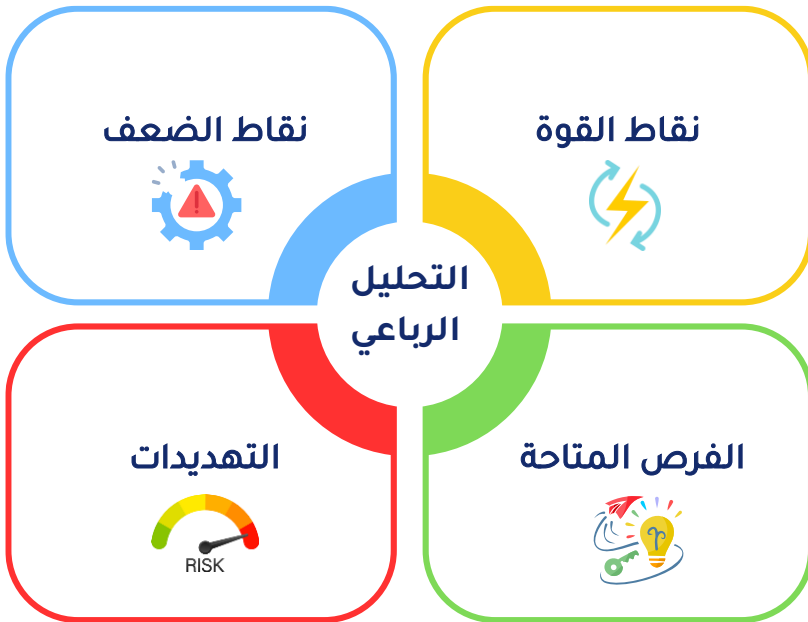 نقاط القوة
نقاط الضعف
التحليل
الرباعي
الفرص المتاحة
التهديدات
RISK